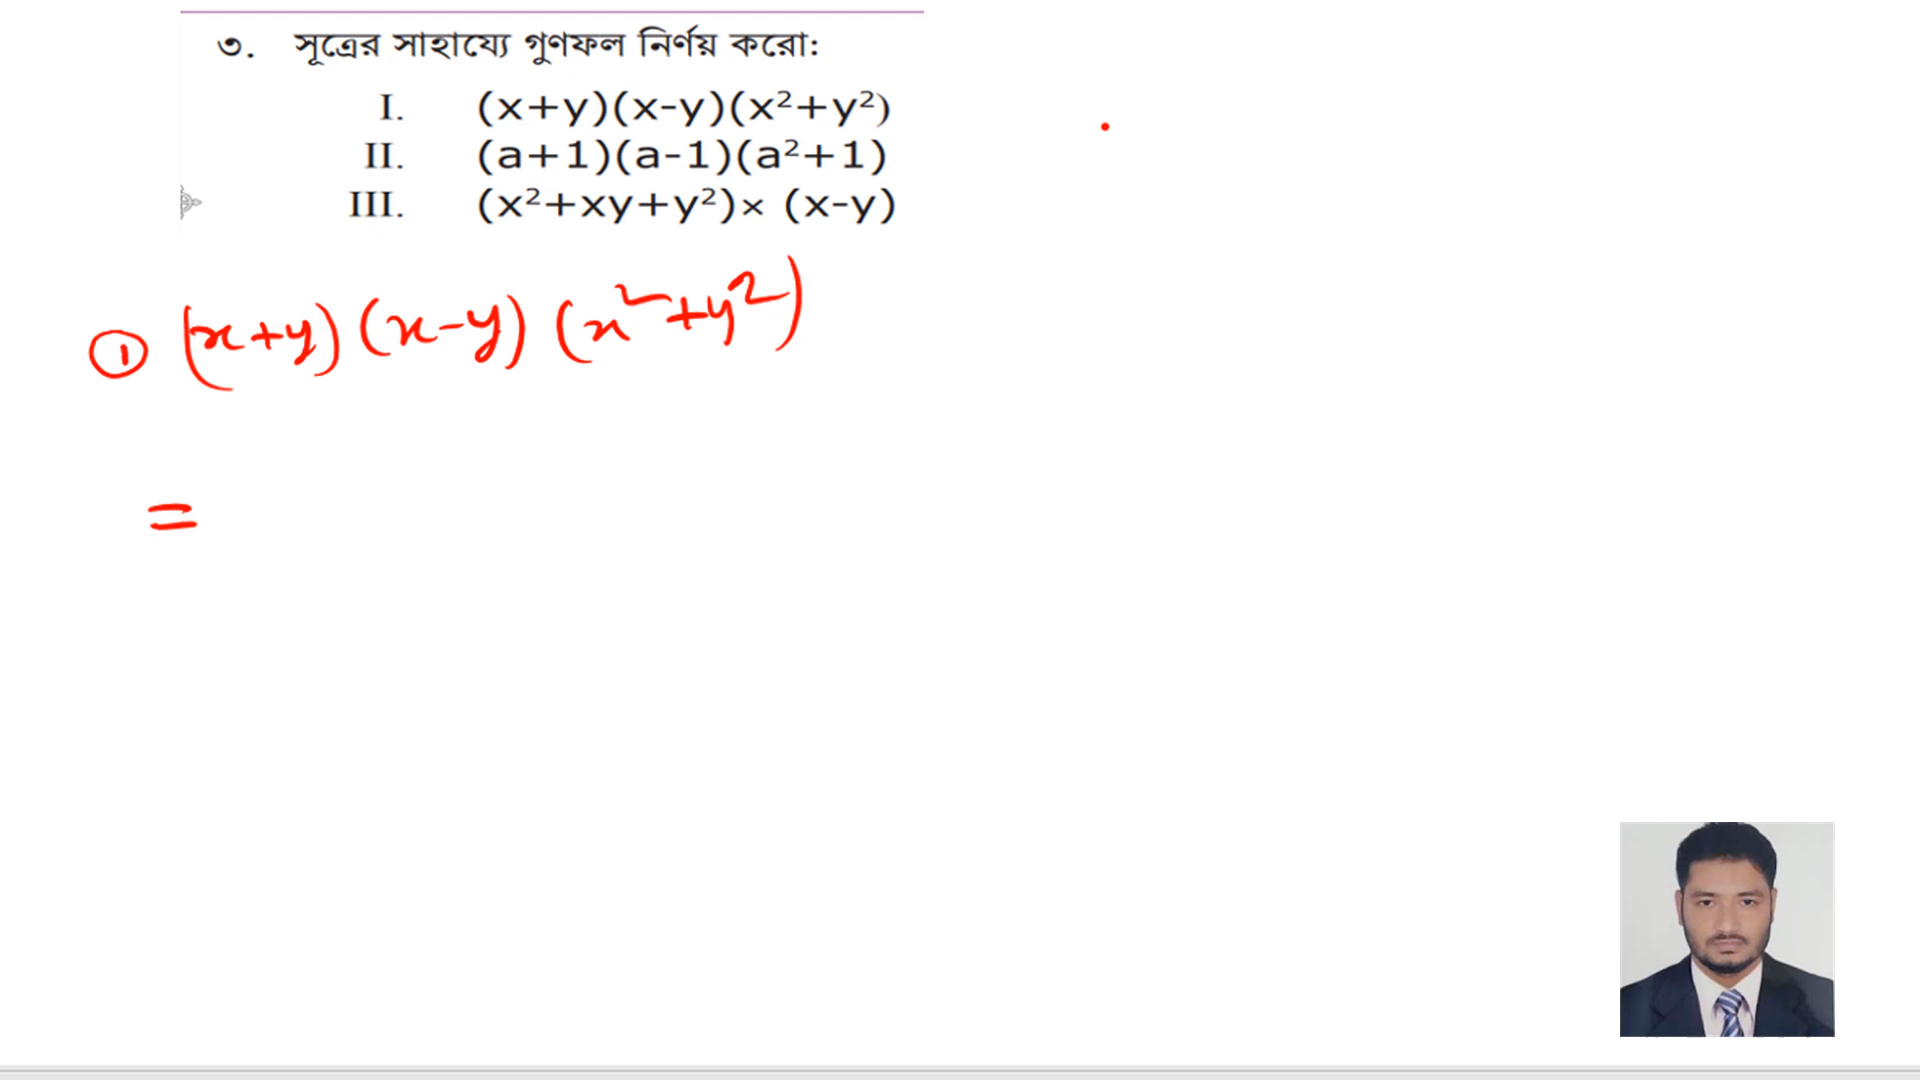 ৩. সূত্রের সাহায্যে গুণফল নির্ণয় করো:
I. (x+y)(x-y)(x²+y²)
II. (a+1)(a-1)(a²+1)
III. (x²+xy+y²)× (x-y)
① (x+y) (x-y) (x²+y²)
=